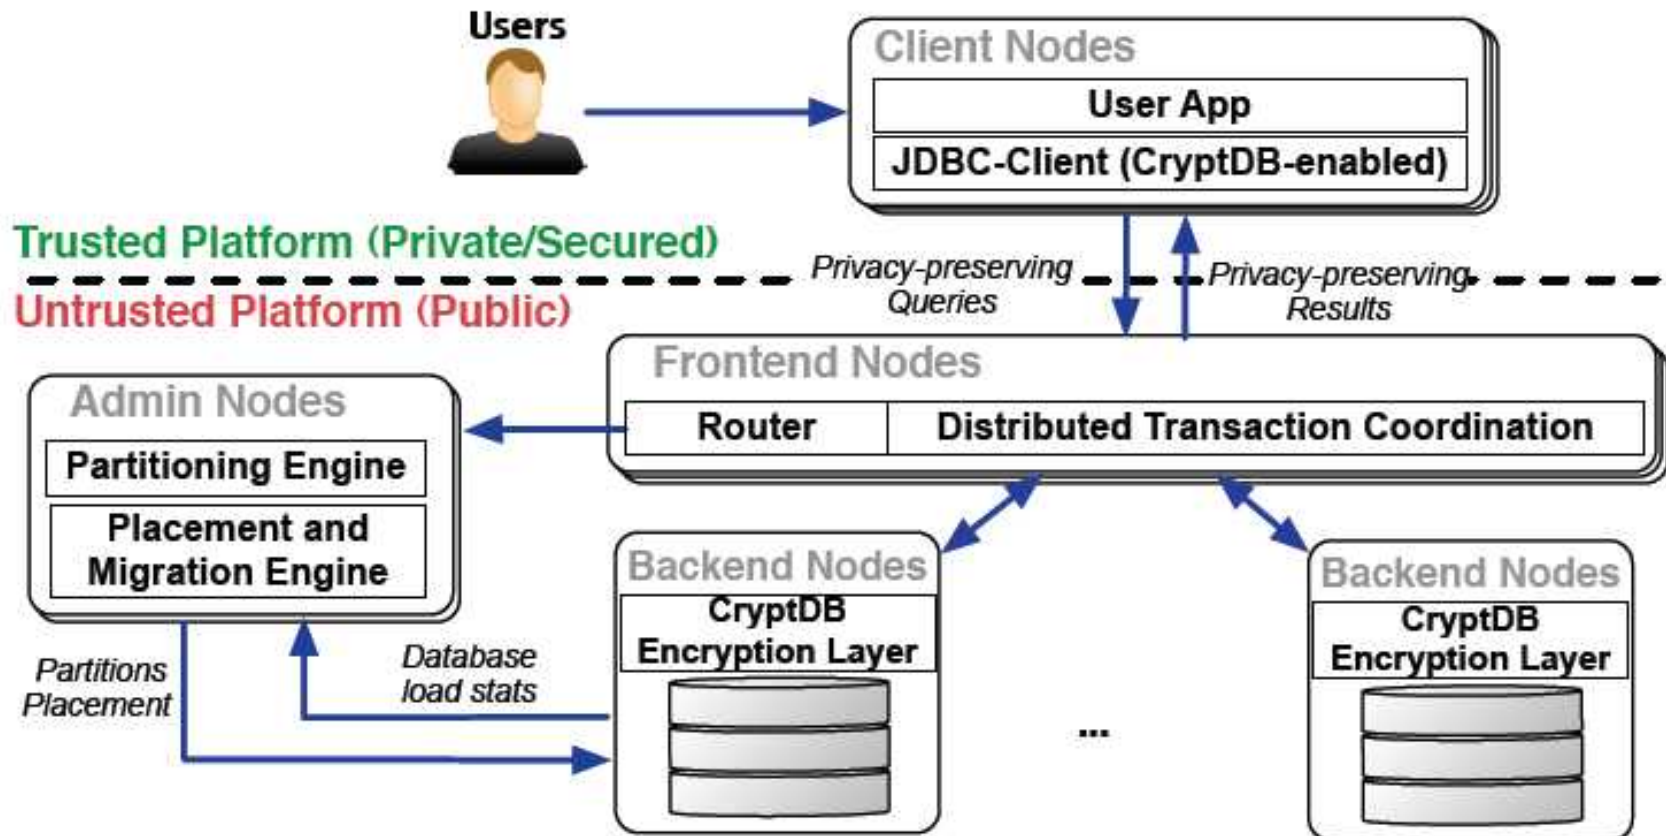 Users
Client Nodes
User App
JDBC-Client (CryptDB-enabled)
Trusted Platform (Private/Secured)
Privacy-preserving
Queries
Privacy-preserving
Results
Untrusted Platform (Public)
Frontend Nodes
Router
Distributed Transaction Coordination
Admin Nodes
Partitioning Engine
Placement and
Migration Engine
Partitions
Placement
Database
load stats
Backend Nodes
CryptDB
Encryption Layer
...
Backend Nodes
CryptDB
Encryption Layer